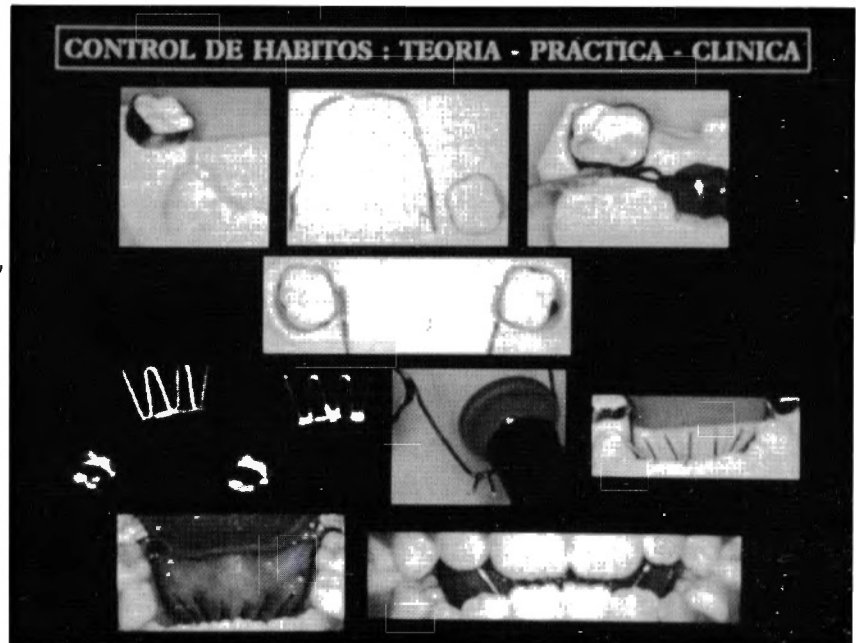 CONTROL DE HABITOS : TEORIA - PRACTICA - CLINICA